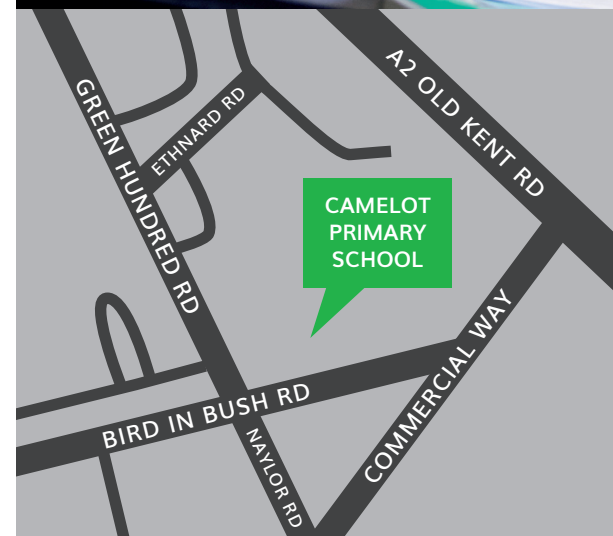 A2 OLD KENT RD
GREEN HUNDRED RD
ETHNARD RD
CAMELOT
PRIMARY
SCHOOL
COMMERCIAL WAY
BIRD IN BUSH RD
NAYLOR RD